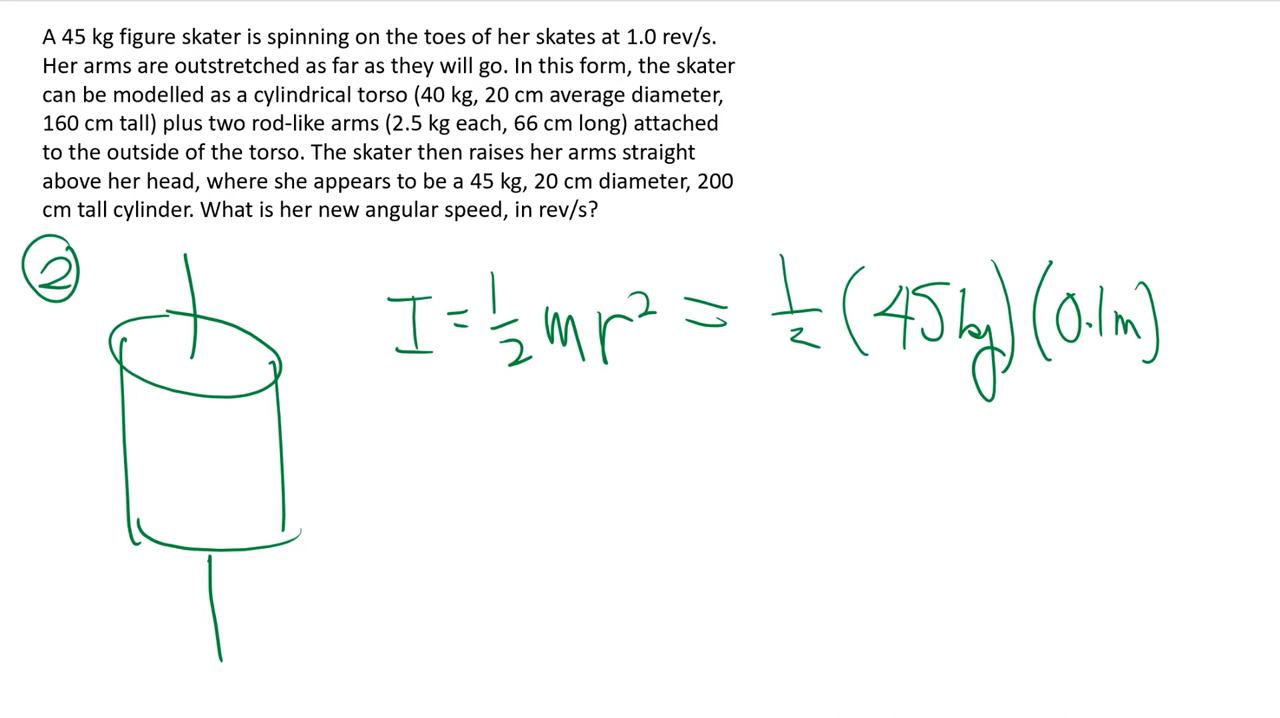 A 45 kg figure skater is spinning on the toes of her skates at 1.0 rev/s.
Her arms are outstretched as far as they will go. In this form, the skater
can be modelled as a cylindrical torso (40 kg, 20 cm average diameter,
160 cm tall) plus two rod-like arms (2.5 kg each, 66 cm long) attached
to the outside of the torso. The skater then raises her arms straight
above her head, where she appears to be a 45 kg, 20 cm diameter, 200
cm tall cylinder. What is her new angular speed, in rev/s?
2
I = 1/2 mr² = 1/2 (45kg)(0.1m)